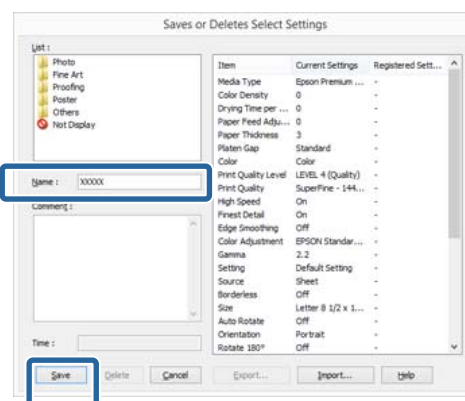 Saves or Deletes Select Settings
List :
Photo
Fine Art
Proofing
Poster
Others
Not Display
Name : XXXXX
Comment :
Time :
Item Current Settings Registered Sett...
Media Type Epson Premium ... -
Color Density 0 -
Drying Time per ... 0 -
Paper Feed Adju... 0 -
Paper Thickness 3 -
Platen Gap Standard -
Color Color -
Print Quality Level LEVEL 4 (Quality) -
Print Quality SuperFine - 144... -
High Speed On -
Finest Detail On -
Edge Smoothing Off -
Color Adjustment EPSON Standar... -
Gamma 2.2 -
Setting Default Setting -
Source Sheet -
Borderless Off -
Size Letter 8 1/2 x 1... -
Auto Rotate Off -
Orientation Portrait -
Rotate 180° Off -
Save Delete Cancel Export... Import... Help